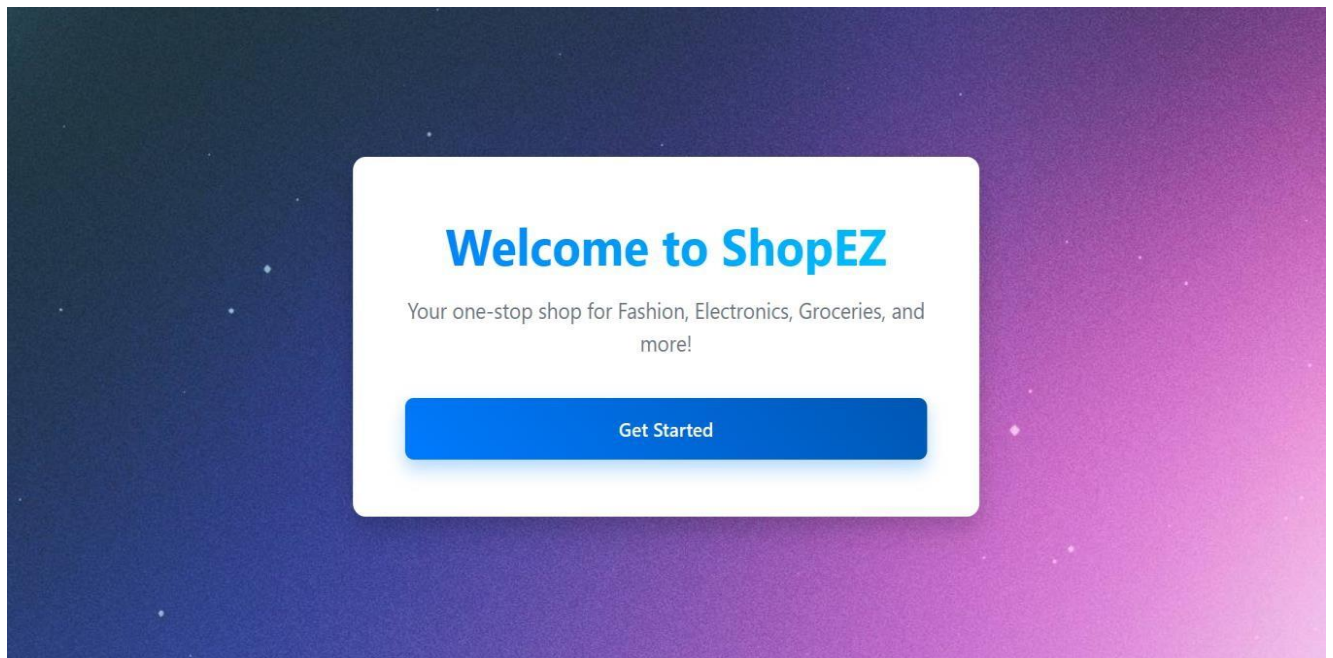 Welcome to ShopEZ
Your one-stop shop for Fashion, Electronics, Groceries, and
more!
Get Started